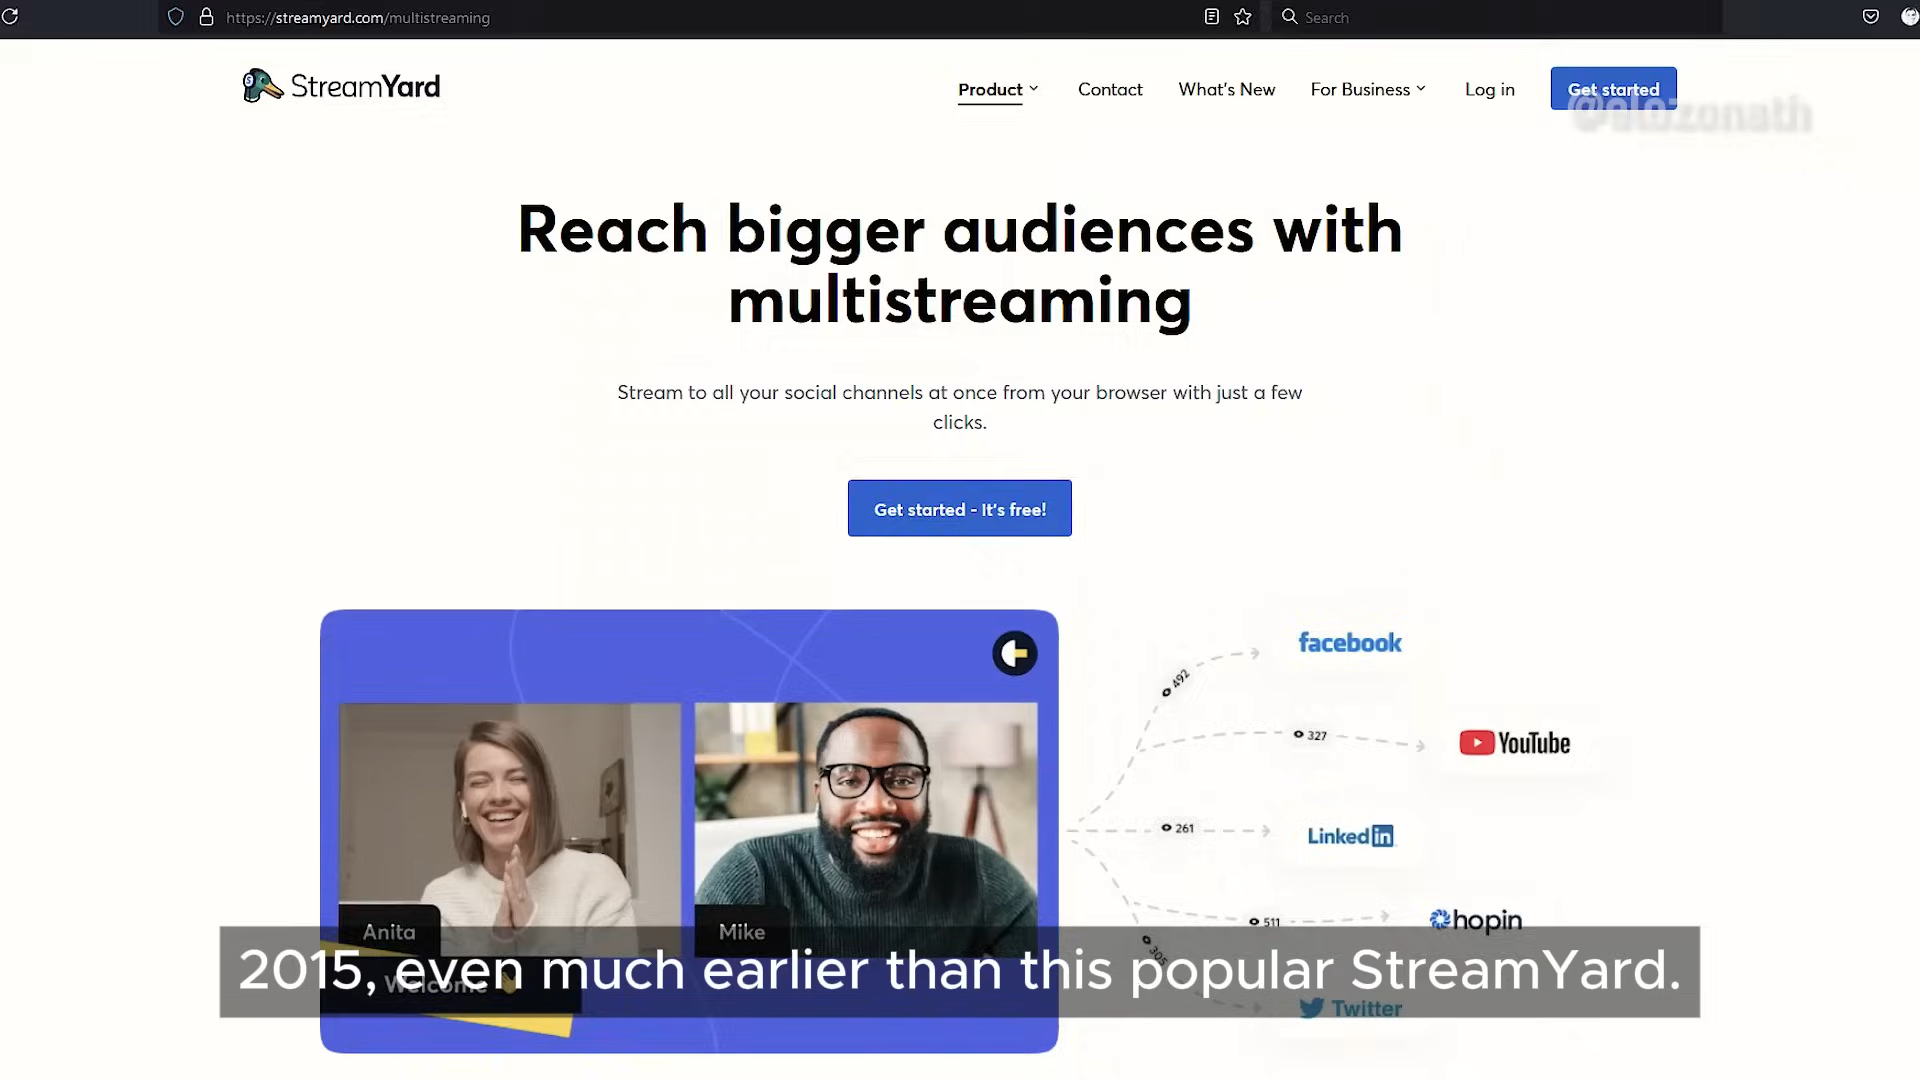 https://streamyard.com/multistreaming
Search
StreamYard
Product
Contact
What's New
For Business
Log in
Get started
Reach bigger audiences with
multistreaming
Stream to all your social channels at once from your browser with just a few
clicks.
Get started - It's free!
facebook
492
327
YouTube
261
LinkedIn
511
hopin
305
Twitter
Anita
Mike
Welcome
2015, even much earlier than this popular StreamYard.